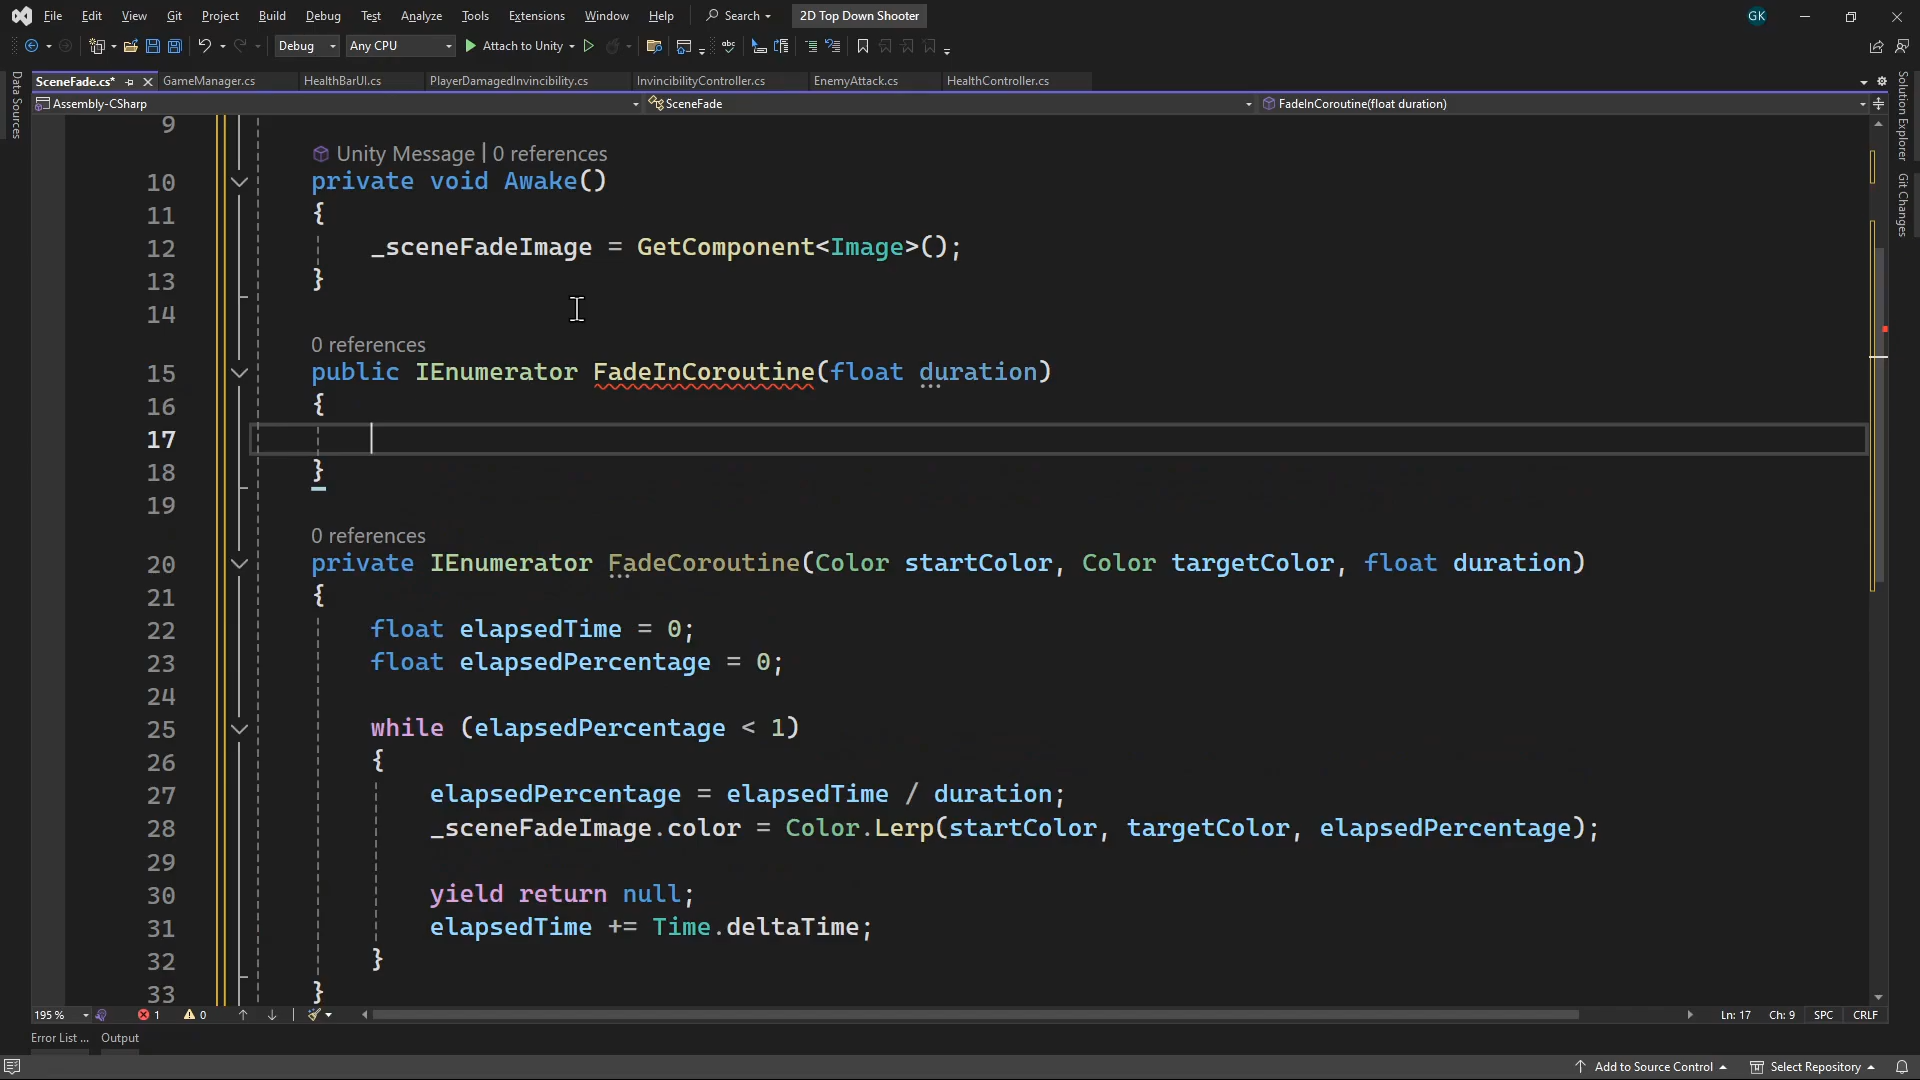 File Edit View Git Project Build Debug Test Analyze Tools Extensions Window Help Search 2D Top Down Shooter GK
Debug Any CPU Attach to Unity
SceneFade.cs* GameManager.cs HealthBarUI.cs PlayerDamagedInvincibility.cs InvincibilityController.cs EnemyAttack.cs HealthController.cs
Assembly-CSharp SceneFade FadeInCoroutine(float duration)
Data Sources
Solution Explorer
Git Changes
9
Unity Message | 0 references
10 private void Awake()
11 {
12 _sceneFadeImage = GetComponent<Image>();
13 }
14
0 references
15 public IEnumerator FadeInCoroutine(float duration)
16 {
17
18 }
19
0 references
20 private IEnumerator FadeCoroutine(Color startColor, Color targetColor, float duration)
21 {
22 float elapsedTime = 0;
23 float elapsedPercentage = 0;
24
25 while (elapsedPercentage < 1)
26 {
27 elapsedPercentage = elapsedTime / duration;
28 _sceneFadeImage.color = Color.Lerp(startColor, targetColor, elapsedPercentage);
29
30 yield return null;
31 elapsedTime += Time.deltaTime;
32 }
33 }
195 % 1 0 Ln: 17 Ch: 9 SPC CRLF
Error List ... Output
Add to Source Control Select Repository